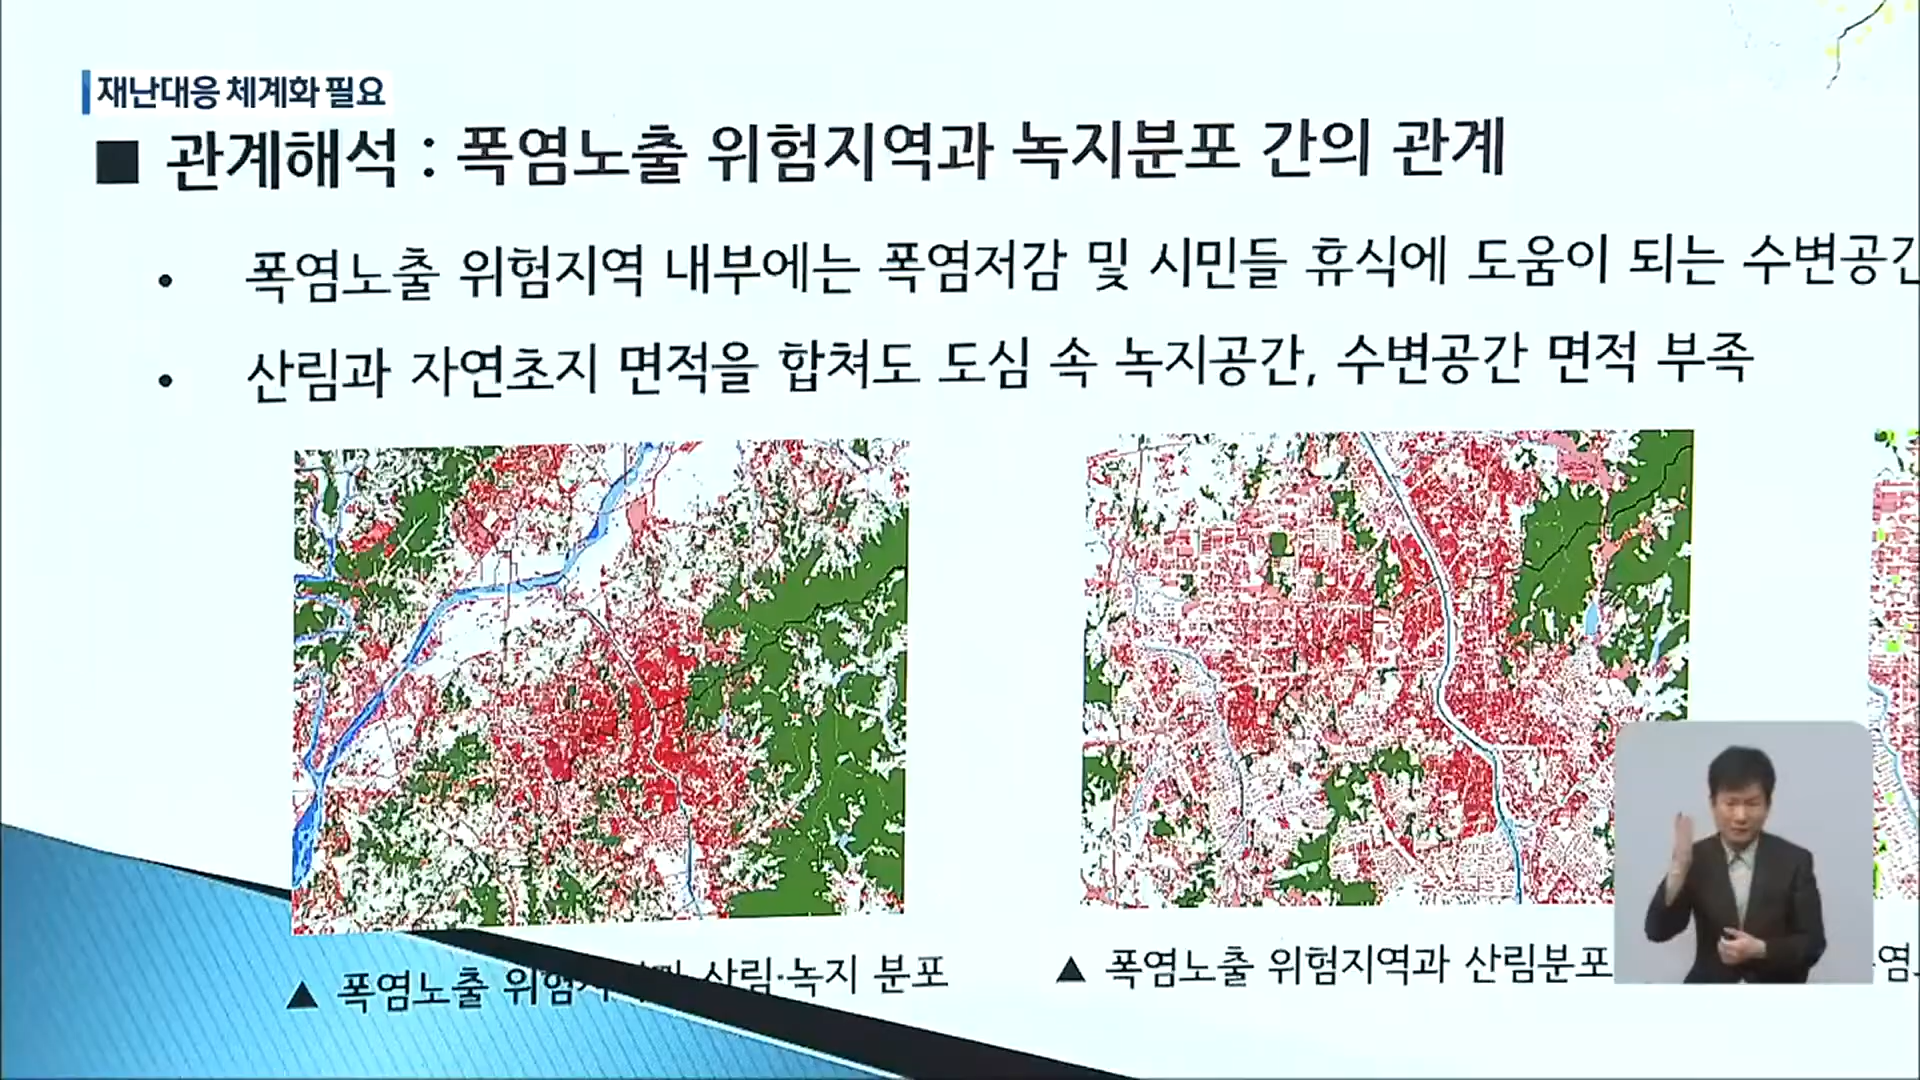 재난대응 체계화 필요
■ 관계해석 : 폭염노출 위험지역과 녹지분포 간의 관계
• 폭염노출 위험지역 내부에는 폭염저감 및 시민들 휴식에 도움이 되는 수변공간
• 산림과 자연초지 면적을 합쳐도 도심 속 녹지공간, 수변공간 면적 부족
▲ 폭염노출 산림·녹지 분포
▲ 폭염노출 위험지역과 산림분포